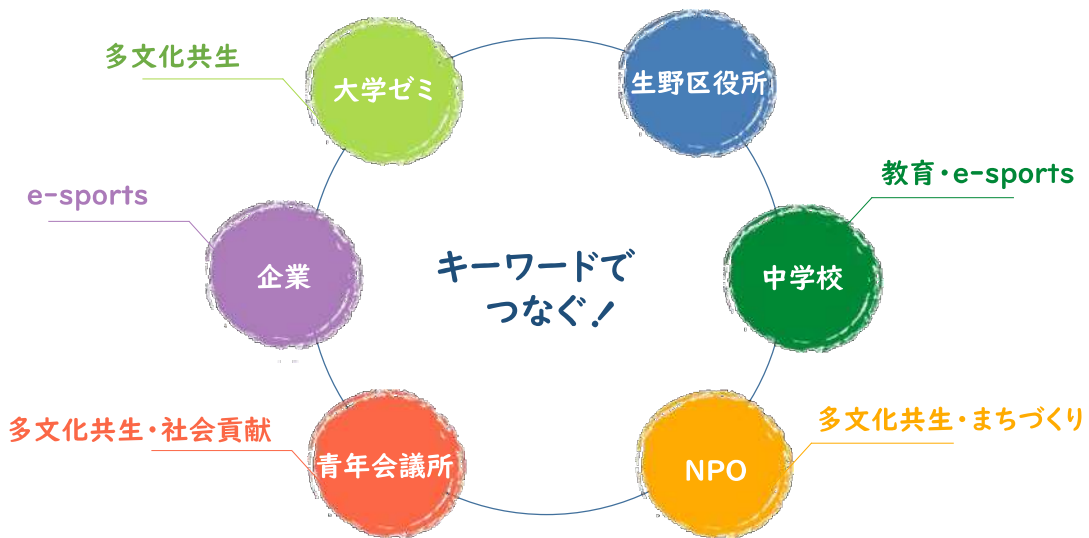 多文化共生
大学ゼミ
生野区役所
教育・e-sports
e-sports
企業
キーワードで
つなぐ！
中学校
多文化共生・社会貢献
青年会議所
多文化共生・まちづくり
NPO